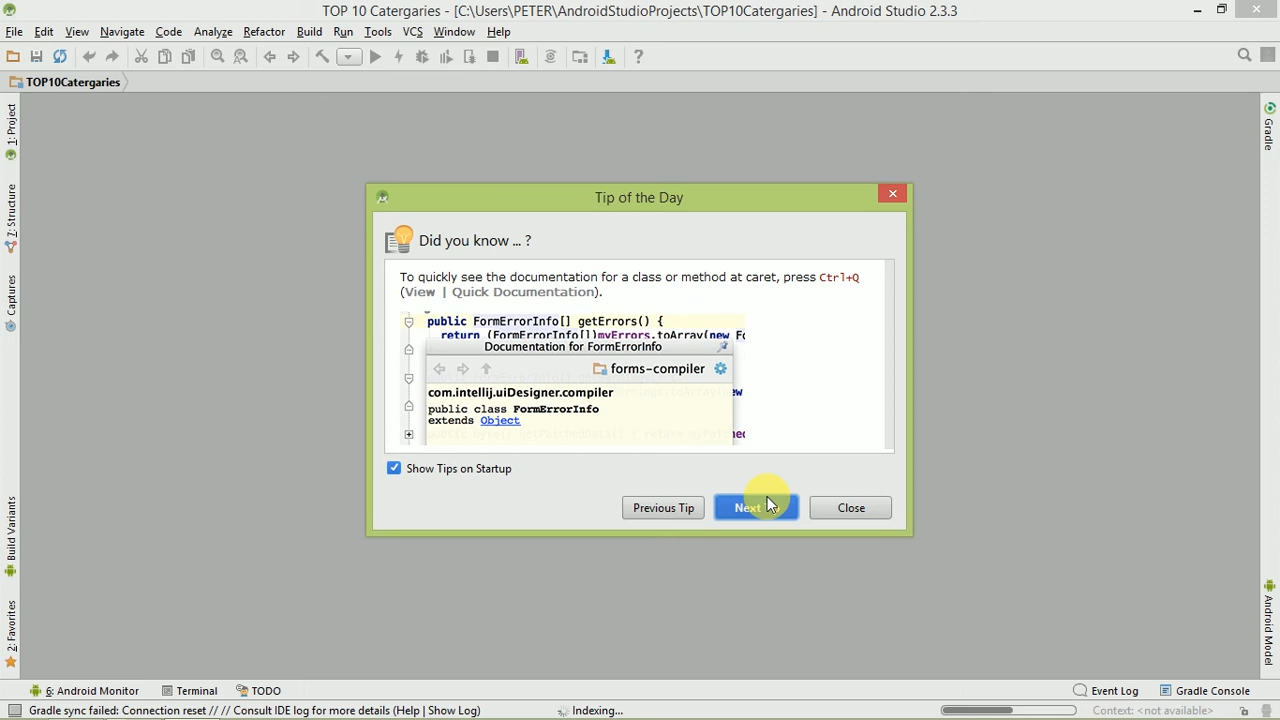 TOP 10 Catergaries - [C:\Users\PETER\AndroidStudioProjects\TOP10Catergaries] - Android Studio 2.3.3
File Edit View Navigate Code Analyze Refactor Build Run Tools VCS Window Help
TOP10Catergaries
1: Project
7: Structure
Captures
Build Variants
2: Favorites
Gradle
Android Model
Tip of the Day
Did you know ... ?
To quickly see the documentation for a class or method at caret, press Ctrl+Q
(View | Quick Documentation).
public FormErrorInfo[] getErrors() {
return (FormErrorInfo[])myErrors.toArray(new Fo
Documentation for FormErrorInfo
forms-compiler
com.intellij.uiDesigner.compiler
public class FormErrorInfo
extends Object
Show Tips on Startup
Previous Tip Next Close
6: Android Monitor Terminal TODO Event Log Gradle Console
Gradle sync failed: Connection reset // // Consult IDE log for more details (Help | Show Log) Indexing... Context: <not available>